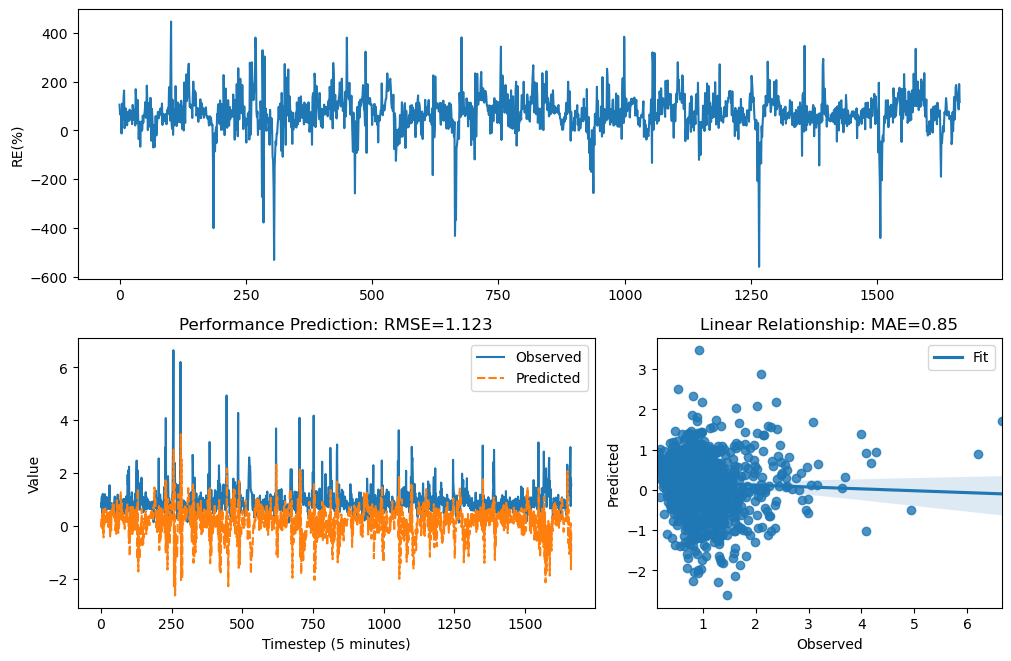 RE(%)
400
200
0
−200
−400
−600
0 250 500 750 1000 1250 1500
Performance Prediction: RMSE=1.123
Observed
Predicted
Value
6
4
2
0
−2
0 250 500 750 1000 1250 1500
Timestep (5 minutes)
Linear Relationship: MAE=0.85
Fit
Predicted
3
2
1
0
−1
−2
1 2 3 4 5 6
Observed